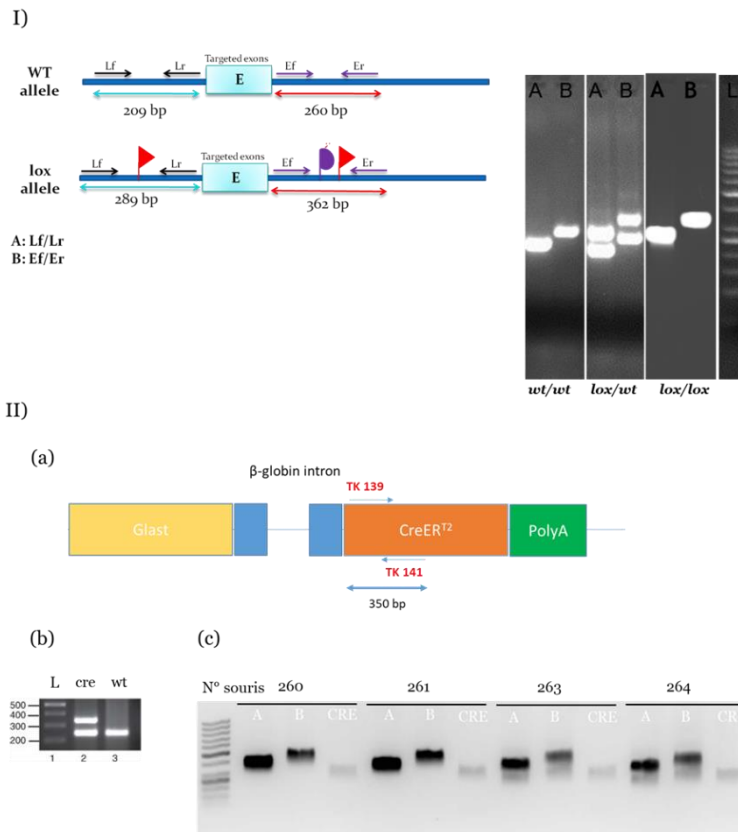 I)
WT
allele
Lf
Lr
Targeted exons
E
Ef
Er
209 bp
260 bp
lox
allele
Lf
Lr
Targeted exons
E
Ef
Er
289 bp
362 bp
A: Lf/Lr
B: Ef/Er
A B A B A B L
wt/wt lox/wt lox/lox
II)
(a)
β-globin intron
TK 139
Glast
CreERT2
PolyA
TK 141
350 bp
(b)
L cre wt
500
400
300
200
1 2 3
(c)
N° souris 260 261 263 264
A B CRE A B CRE A B CRE A B CR